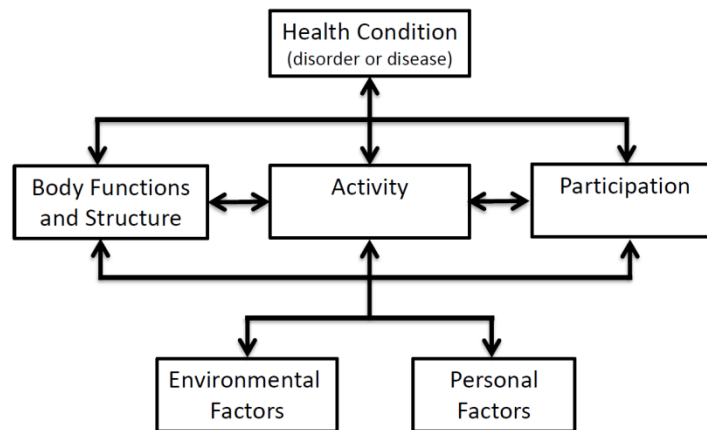 Health Condition
(disorder or disease)
Body Functions
and Structure
Activity
Participation
Environmental
Factors
Personal
Factors